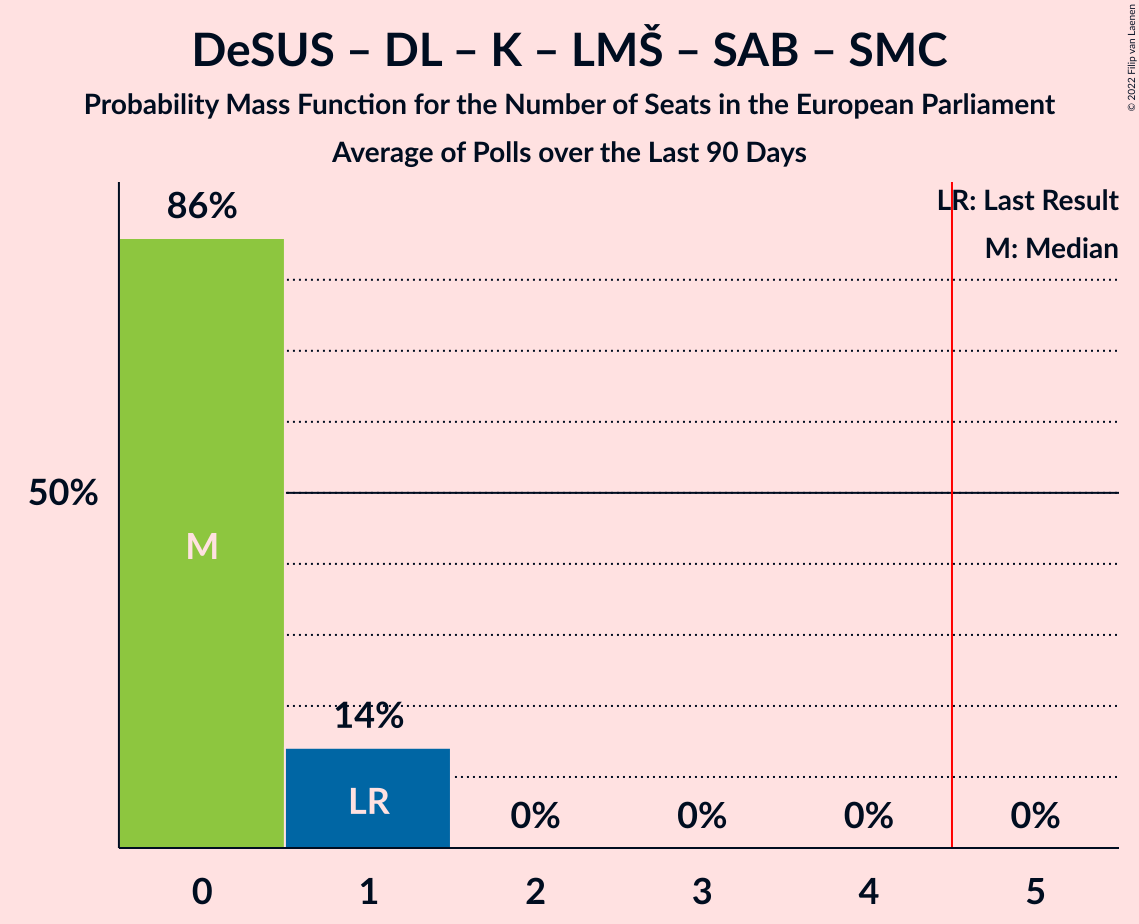 DeSUS – DL – K – LMŠ – SAB – SMC
Probability Mass Function for the Number of Seats in the European Parliament
Average of Polls over the Last 90 Days
© 2022 Filip van Laenen
LR: Last Result
M: Median
86%
50%
M
14%
LR
0%
0%
0%
0%
0
1
2
3
4
5